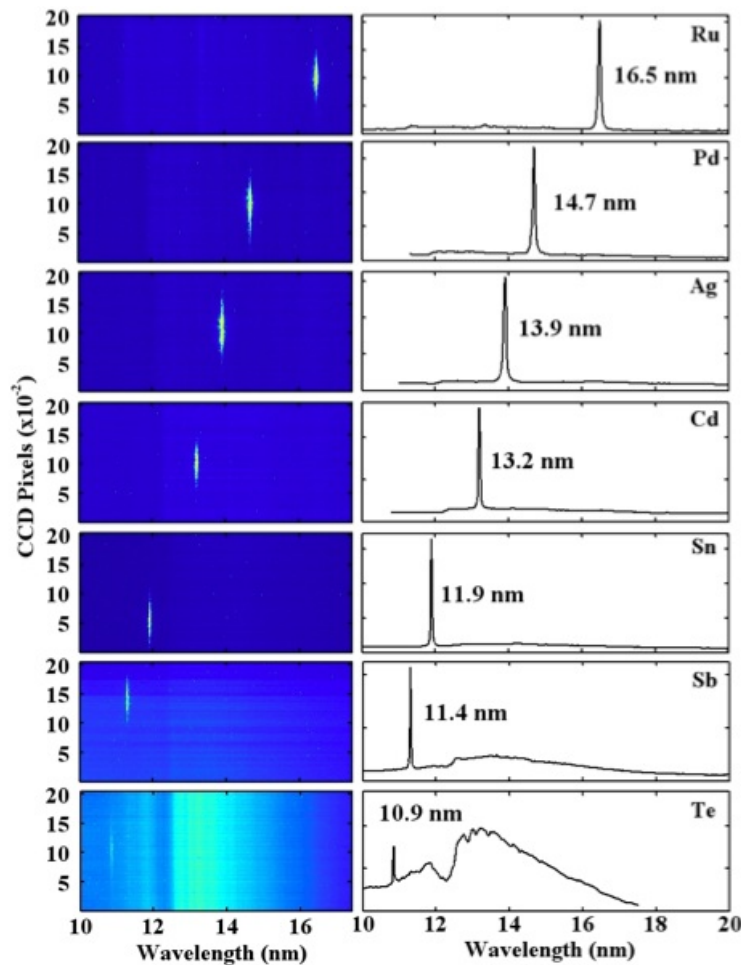 20
15
10
5
Ru
16.5 nm
20
15
10
5
Pd
14.7 nm
20
15
10
5
Ag
13.9 nm
20
15
10
5
Cd
13.2 nm
20
15
10
5
Sn
11.9 nm
20
15
10
5
Sb
11.4 nm
20
15
10
5
Te
10.9 nm
CCD Pixels (x10⁻²)
10 12 14 16 10 12 14 16 18 20
Wavelength (nm) Wavelength (nm)